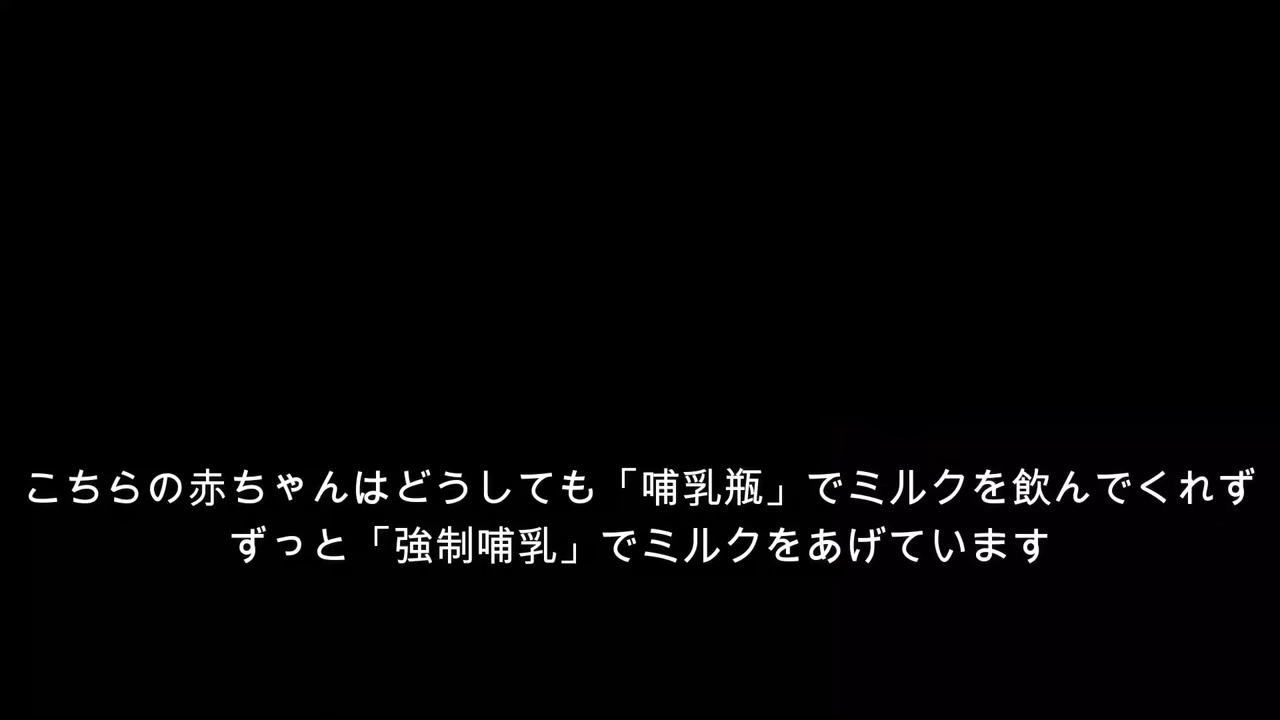 こちらの赤ちゃんはどうしても「哺乳瓶」でミルクを飲んでくれず
ずっと「強制哺乳」でミルクをあげています